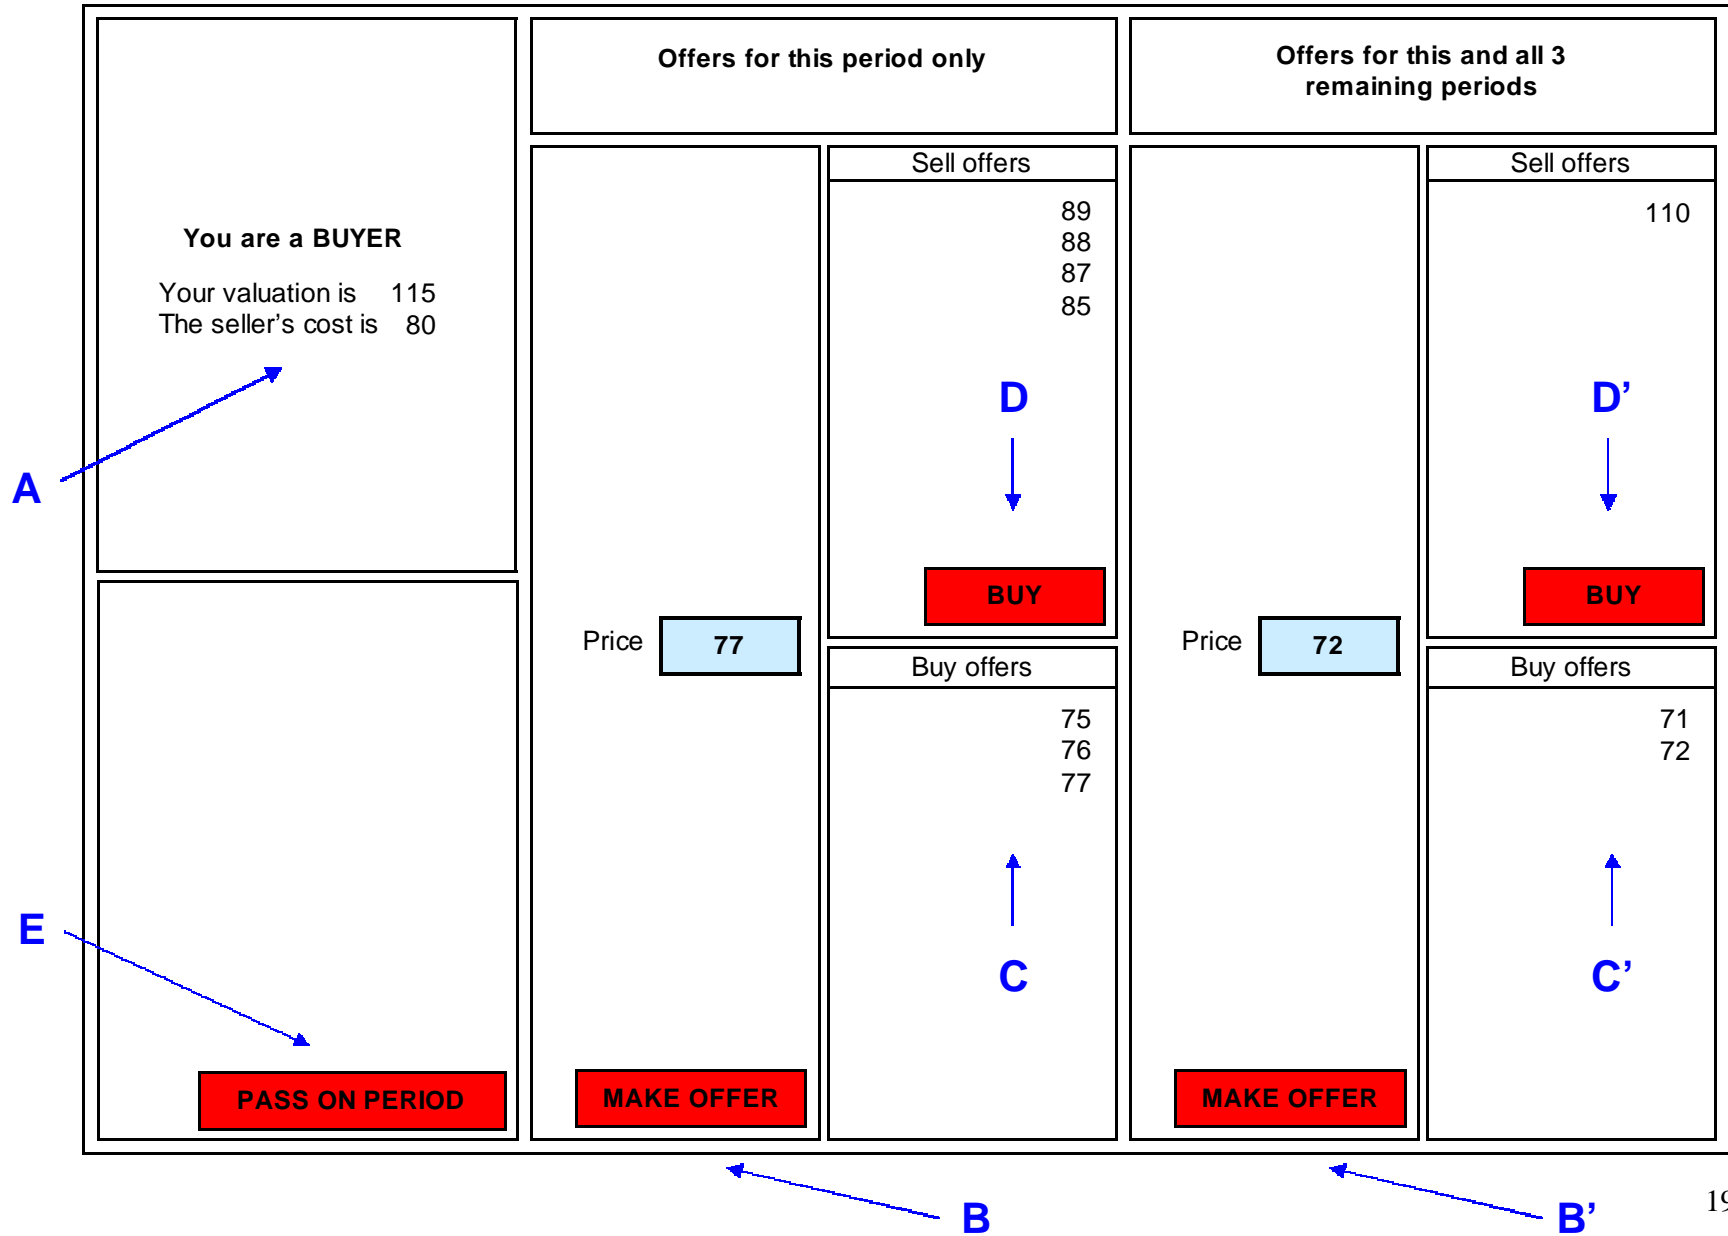 Offers for this period only
Offers for this and all 3
remaining periods
You are a BUYER
Your valuation is 115
The seller's cost is 80
A
E
PASS ON PERIOD
Price 77
MAKE OFFER
B
Sell offers
89
88
87
85
D
BUY
Buy offers
75
76
77
C
Price 72
MAKE OFFER
B’
Sell offers
110
D’
BUY
Buy offers
71
72
C’
19